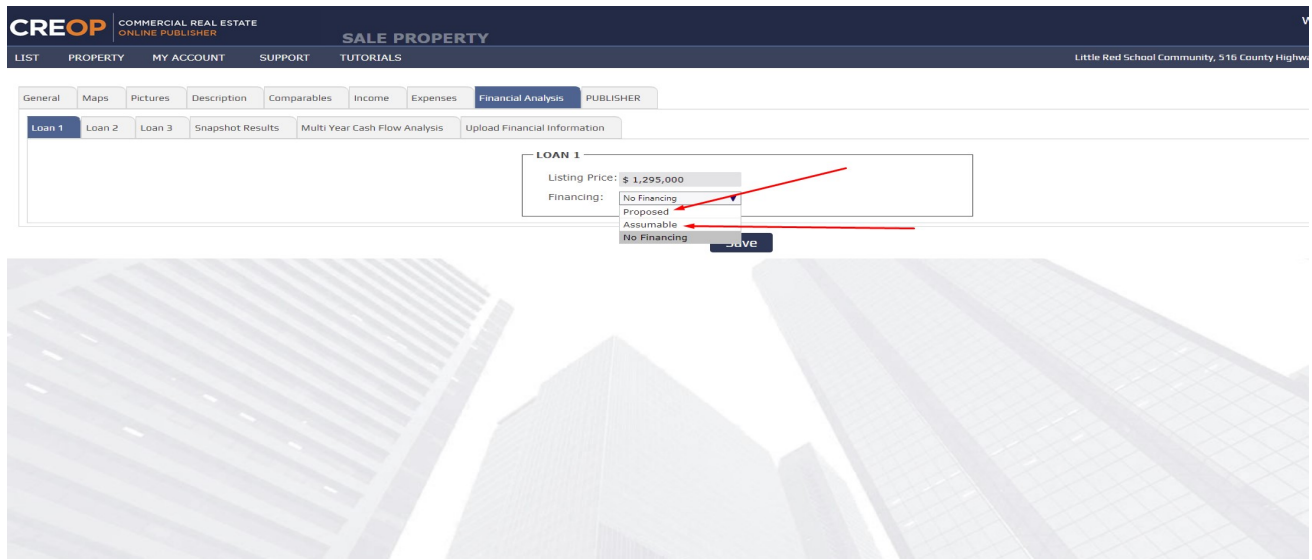 CREOP COMMERCIAL REAL ESTATE
ONLINE PUBLISHER
SALE PROPERTY
LIST PROPERTY MY ACCOUNT SUPPORT TUTORIALS
Little Red School Community, 516 County Highwa
General Maps Pictures Description Comparables Income Expenses Financial Analysis PUBLISHER
Loan 1 Loan 2 Loan 3 Snapshot Results Multi Year Cash Flow Analysis Upload Financial Information
LOAN 1
Listing Price: $ 1,295,000
Financing: No Financing
Proposed
Assumable
No Financing
Save